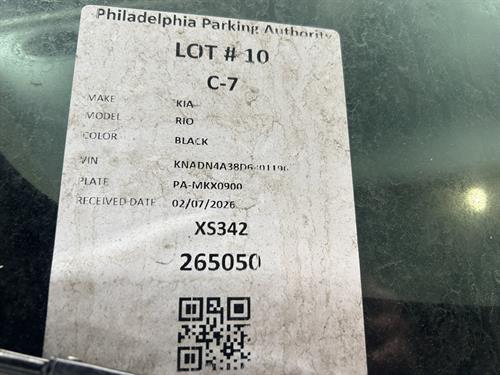 Philadelphia Parking Authority
LOT # 10
C-7
MAKE KIA
MODEL RIO
COLOR BLACK
VIN
PLATE PA-MKX0900
RECEIVED DATE 02/07/2026
XS342
265050